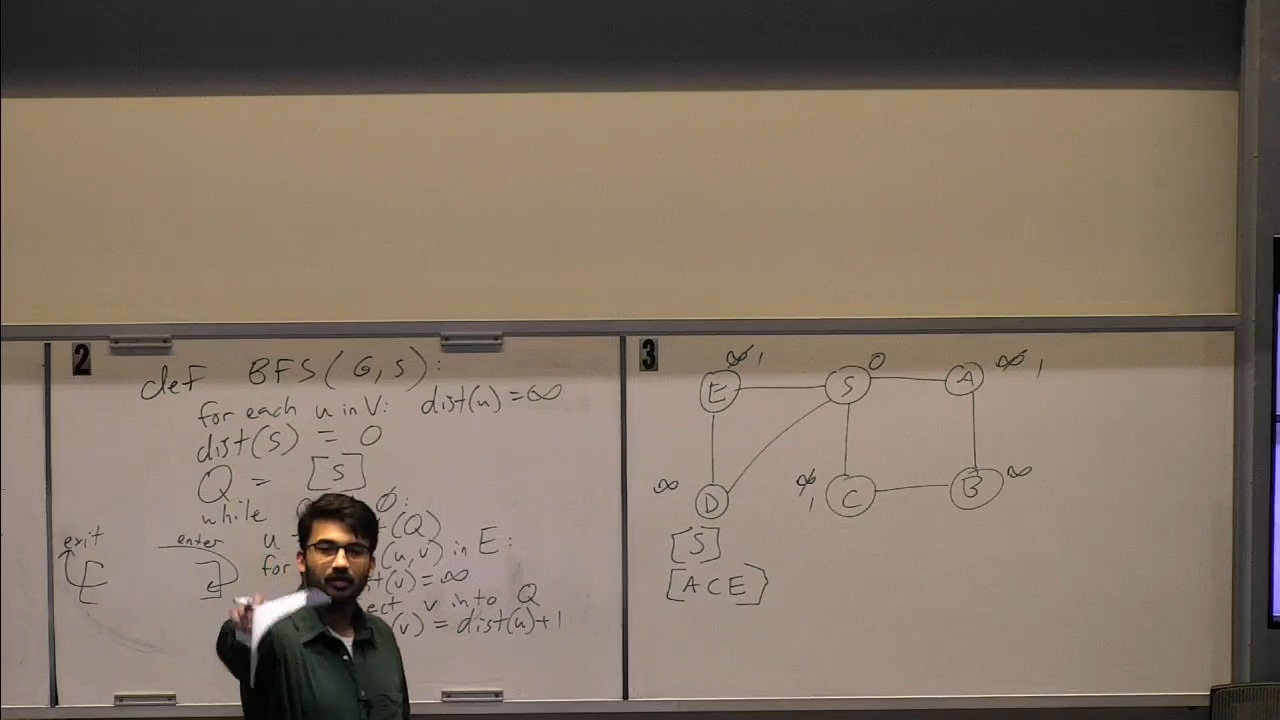 2
def BFS(G,S):
for each u in V: dist(u)=∞
dist(S) = 0
Q = [S]
while ∅:
u (Q)
for (u,v) in E:
(v)=∞
v into Q
(v) = dist(u)+1
exit
enter
3
∞ 1
0
∞ 1
E S A
∞
∞ 1
∞
D C B
[S]
[A C E]